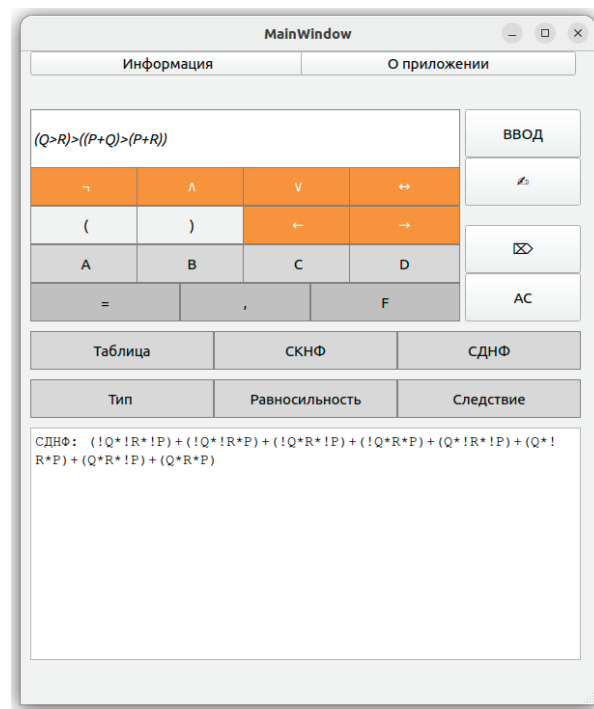 MainWindow
Информация О приложении
(Q>R)>((P+Q)>(P+R))
ВВОД
¬ ∧ ∨ ↔
✍
( ) ← →
⌦
A B C D
= , F
AC
Таблица СКНФ СДНФ
Тип Равносильность Следствие
СДНФ: (!Q*!R*!P)+(!Q*!R*P)+(!Q*R*!P)+(!Q*R*P)+(Q*!R*!P)+(Q*!
R*P)+(Q*R*!P)+(Q*R*P)